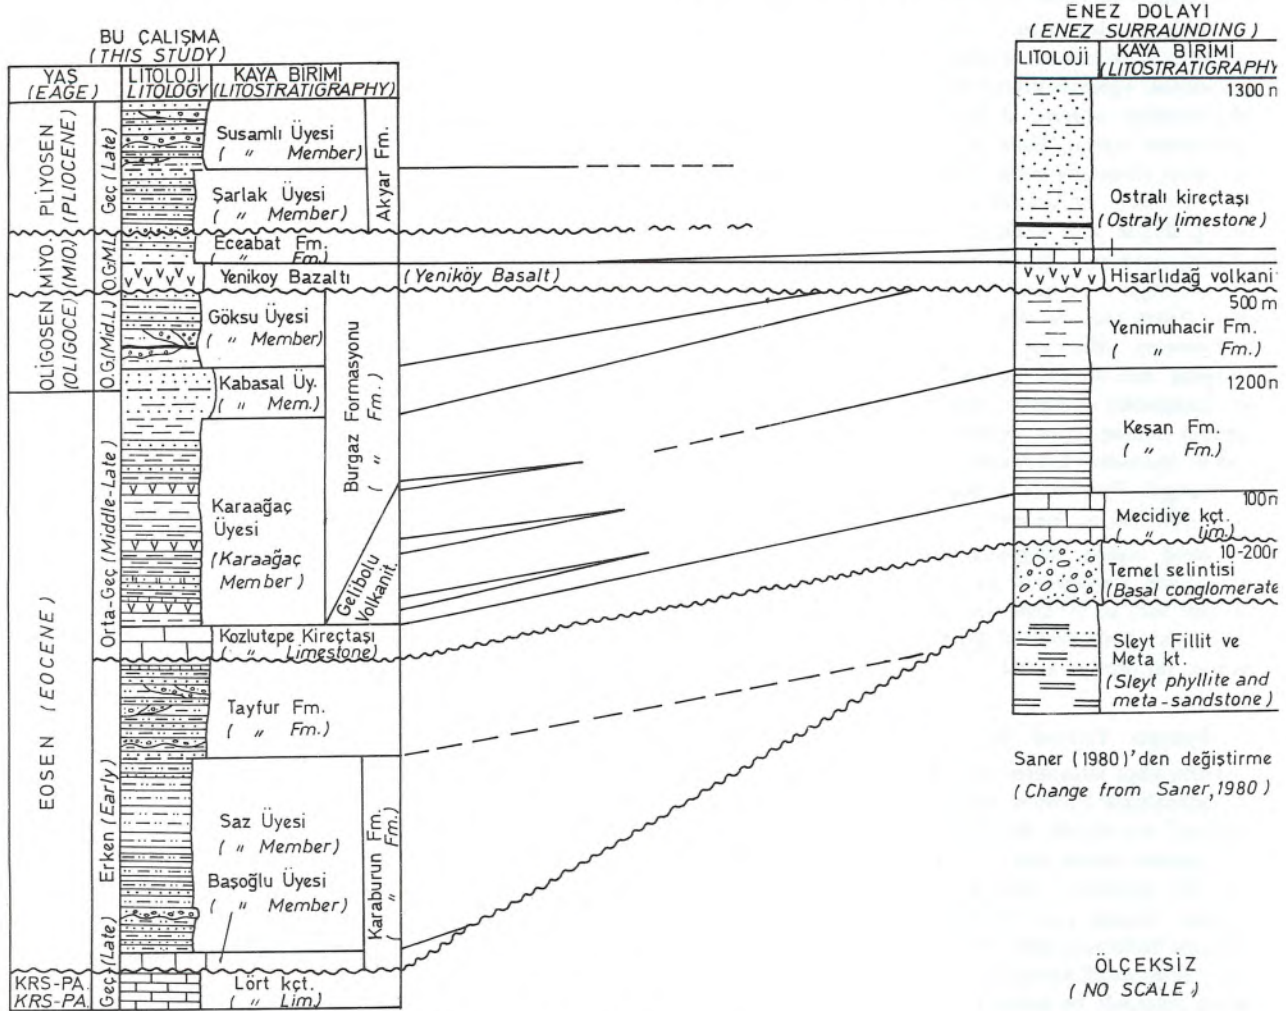 BU ÇALIŞMA
(THIS STUDY)
YAŞ
(EAGE)
LİTOLOJİ
LİTOLOGY
KAYA BİRİMİ
(LITOSTRATIGRAPHY)
PLİYOSEN
(PLIOCENE)
Geç (Late)
Susamlı Üyesi
( " Member)
Şarlak Üyesi
( " Member)
Akyar Fm.
MİYO.
(MIO.)
O.GML
Eceabat Fm.
( " Fm.)
Yeniköy Bazaltı
(Yeniköy Basalt)
OLİGOSEN
(OLIGOCE)
O.G.(Mid.L.)
Göksu Üyesi
( " Member)
Kabasal Üy.
( " Mem.)
Burgaz Formasyonu
( " Fm.)
EOSEN (EOCENE)
Orta-Geç (Middle-Late)
Karaağaç
Üyesi
(Karaağaç
Member)
Gelibolu
Volkanit.
Kozlutepe Kireçtaşı
( " Limestone)
Erken (Early)
Tayfur Fm.
( " Fm.)
Saz Üyesi
( " Member)
Başoğlu Üyesi
( " Member)
Karaburun Fm.
( " Fm.)
KRS-PA.
KRS-PA.
Geç (Late)
Lört kçt.
( " Lim.)
ENEZ DOLAYI
(ENEZ SURRAUNDING)
LİTOLOJİ
KAYA BİRİMİ
(LITOSTRATIGRAPHY
1300 n
Ostralı kireçtaşı
(Ostraly limestone)
Hisarlıdağ volkani
500 m
Yenimuhacir Fm.
( " Fm.)
1200 n
Keşan Fm.
( " Fm.)
100 n
Mecidiye kçt.
( " lim.)
10-200r
Temel selintisi
(Basal conglomerate
Sleyt Fillit ve
Meta kt.
(Sleyt phyllite and
meta-sandstone)
Saner (1980)'den değiştirme
(Change from Saner, 1980)
ÖLÇEKSİZ
(NO SCALE)